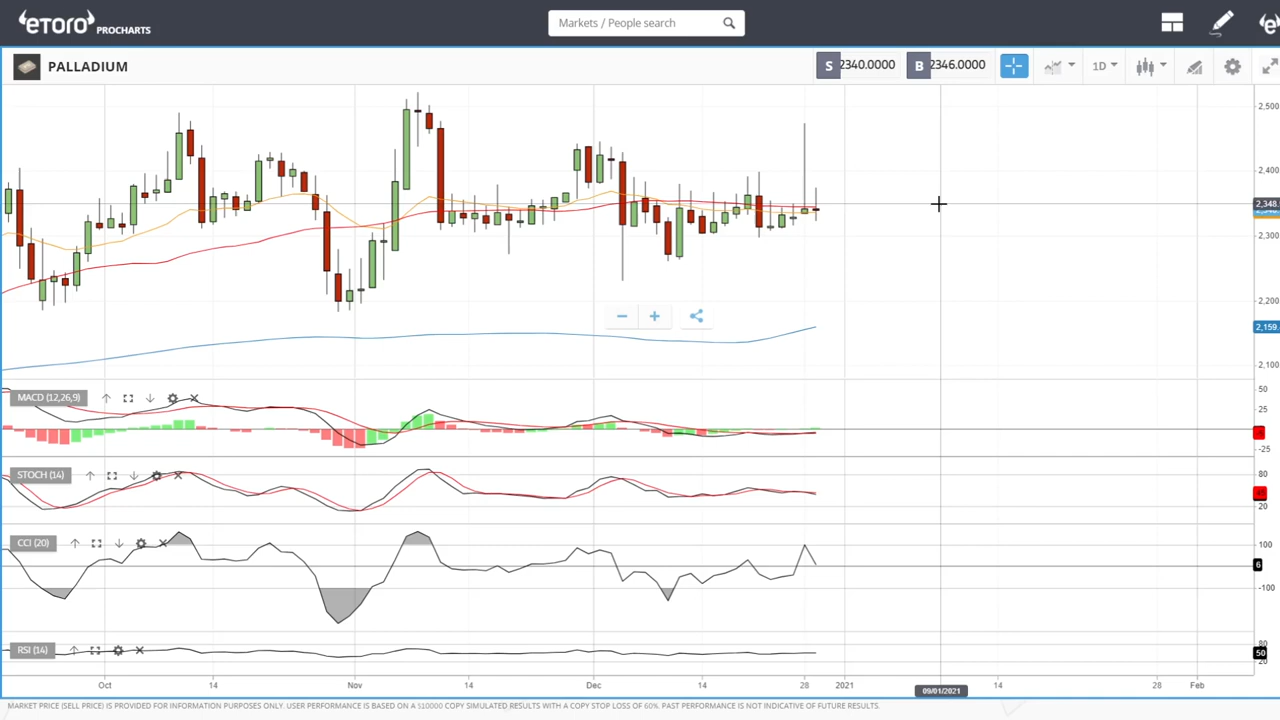 eToro PROCHARTS
Markets / People search
PALLADIUM
S 2340.0000 B 2346.0000 1D
2,500
2,400
2,348.
2,300
2,200
2,159.
2,100
MACD (12,26,9)
50
25
-25
STOCH (14)
80
20
CCI (20)
100
6
-100
RSI (14)
80
50
20
Oct 14 Nov 14 Dec 14 28 2021 09/01/2021 14 28 Feb
MARKET PRICE (SELL PRICE) IS PROVIDED FOR INFORMATION PURPOSES ONLY. USER PERFORMANCE IS BASED ON A $10000 COPY SIMULATED RESULTS WITH A COPY STOP LOSS OF 60%. PAST PERFORMANCE IS NOT INDICATIVE OF FUTURE RESULTS.